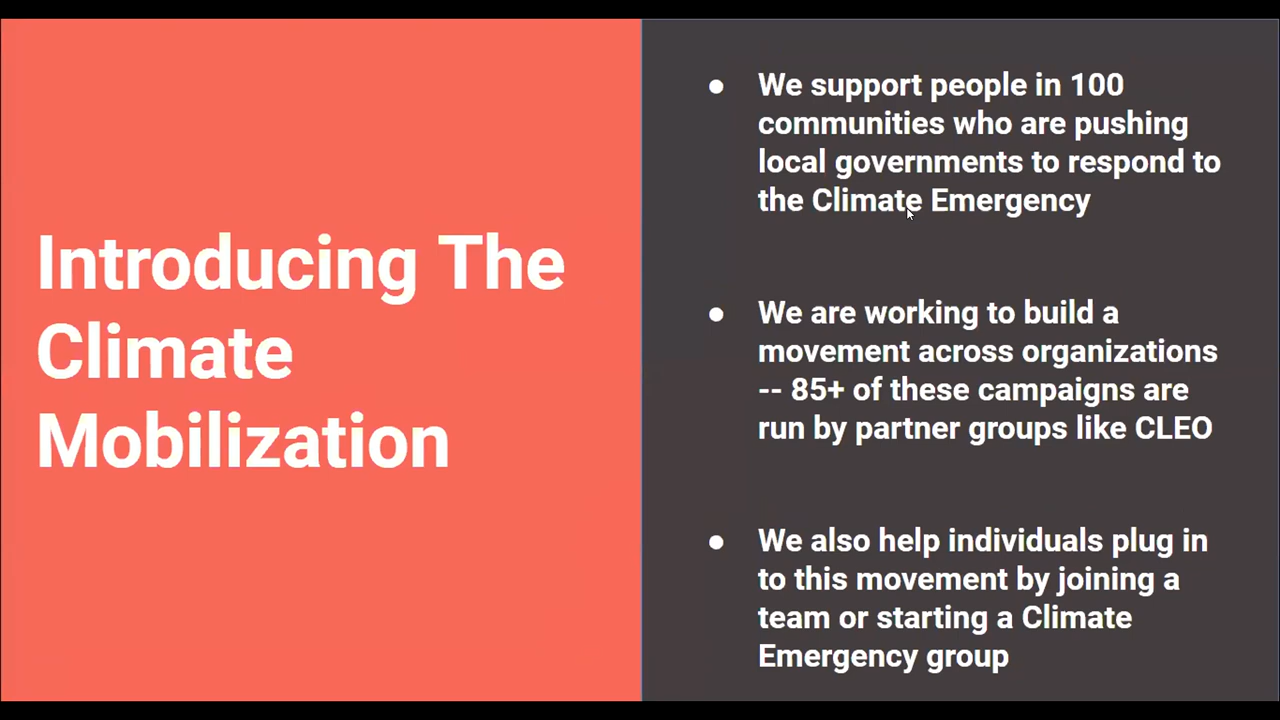 Introducing The
Climate
Mobilization
● We support people in 100
communities who are pushing
local governments to respond to
the Climate Emergency
● We are working to build a
movement across organizations
-- 85+ of these campaigns are
run by partner groups like CLEO
● We also help individuals plug in
to this movement by joining a
team or starting a Climate
Emergency group